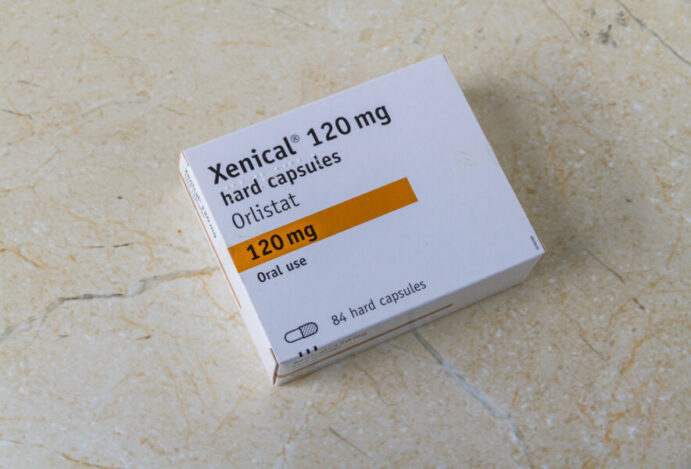 Xenical® 120 mg
hard capsules
Orlistat
120 mg
Oral use
84 hard capsules